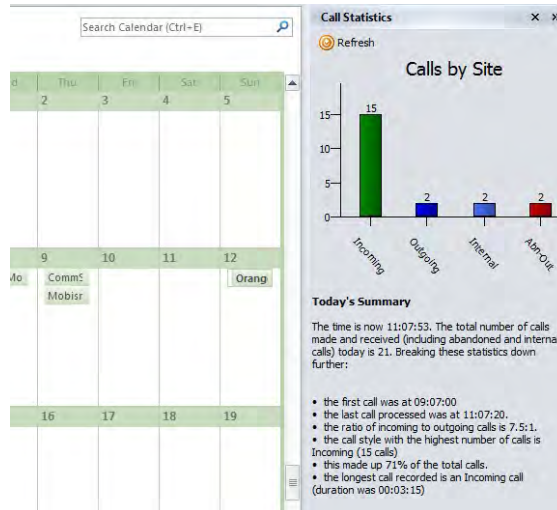 Search Calendar (Ctrl+E)
d Thu Fri Sat Sun
2 3 4 5
9 10 11 12
Mo CommS Orang
Mobisr
16 17 18 19
Call Statistics
Refresh
Calls by Site
15
10
5
0
15
2
2
2
Incoming
Outgoing
Internal
Abn-Out
Today's Summary
The time is now 11:07:53. The total number of calls
made and received (including abandoned and interna
calls) today is 21. Breaking these statistics down
further:
• the first call was at 09:07:00
• the last call processed was at 11:07:20.
• the ratio of incoming to outgoing calls is 7.5:1.
• the call style with the highest number of calls is
Incoming (15 calls)
• this made up 71% of the total calls.
• the longest call recorded is an Incoming call
(duration was 00:03:15)